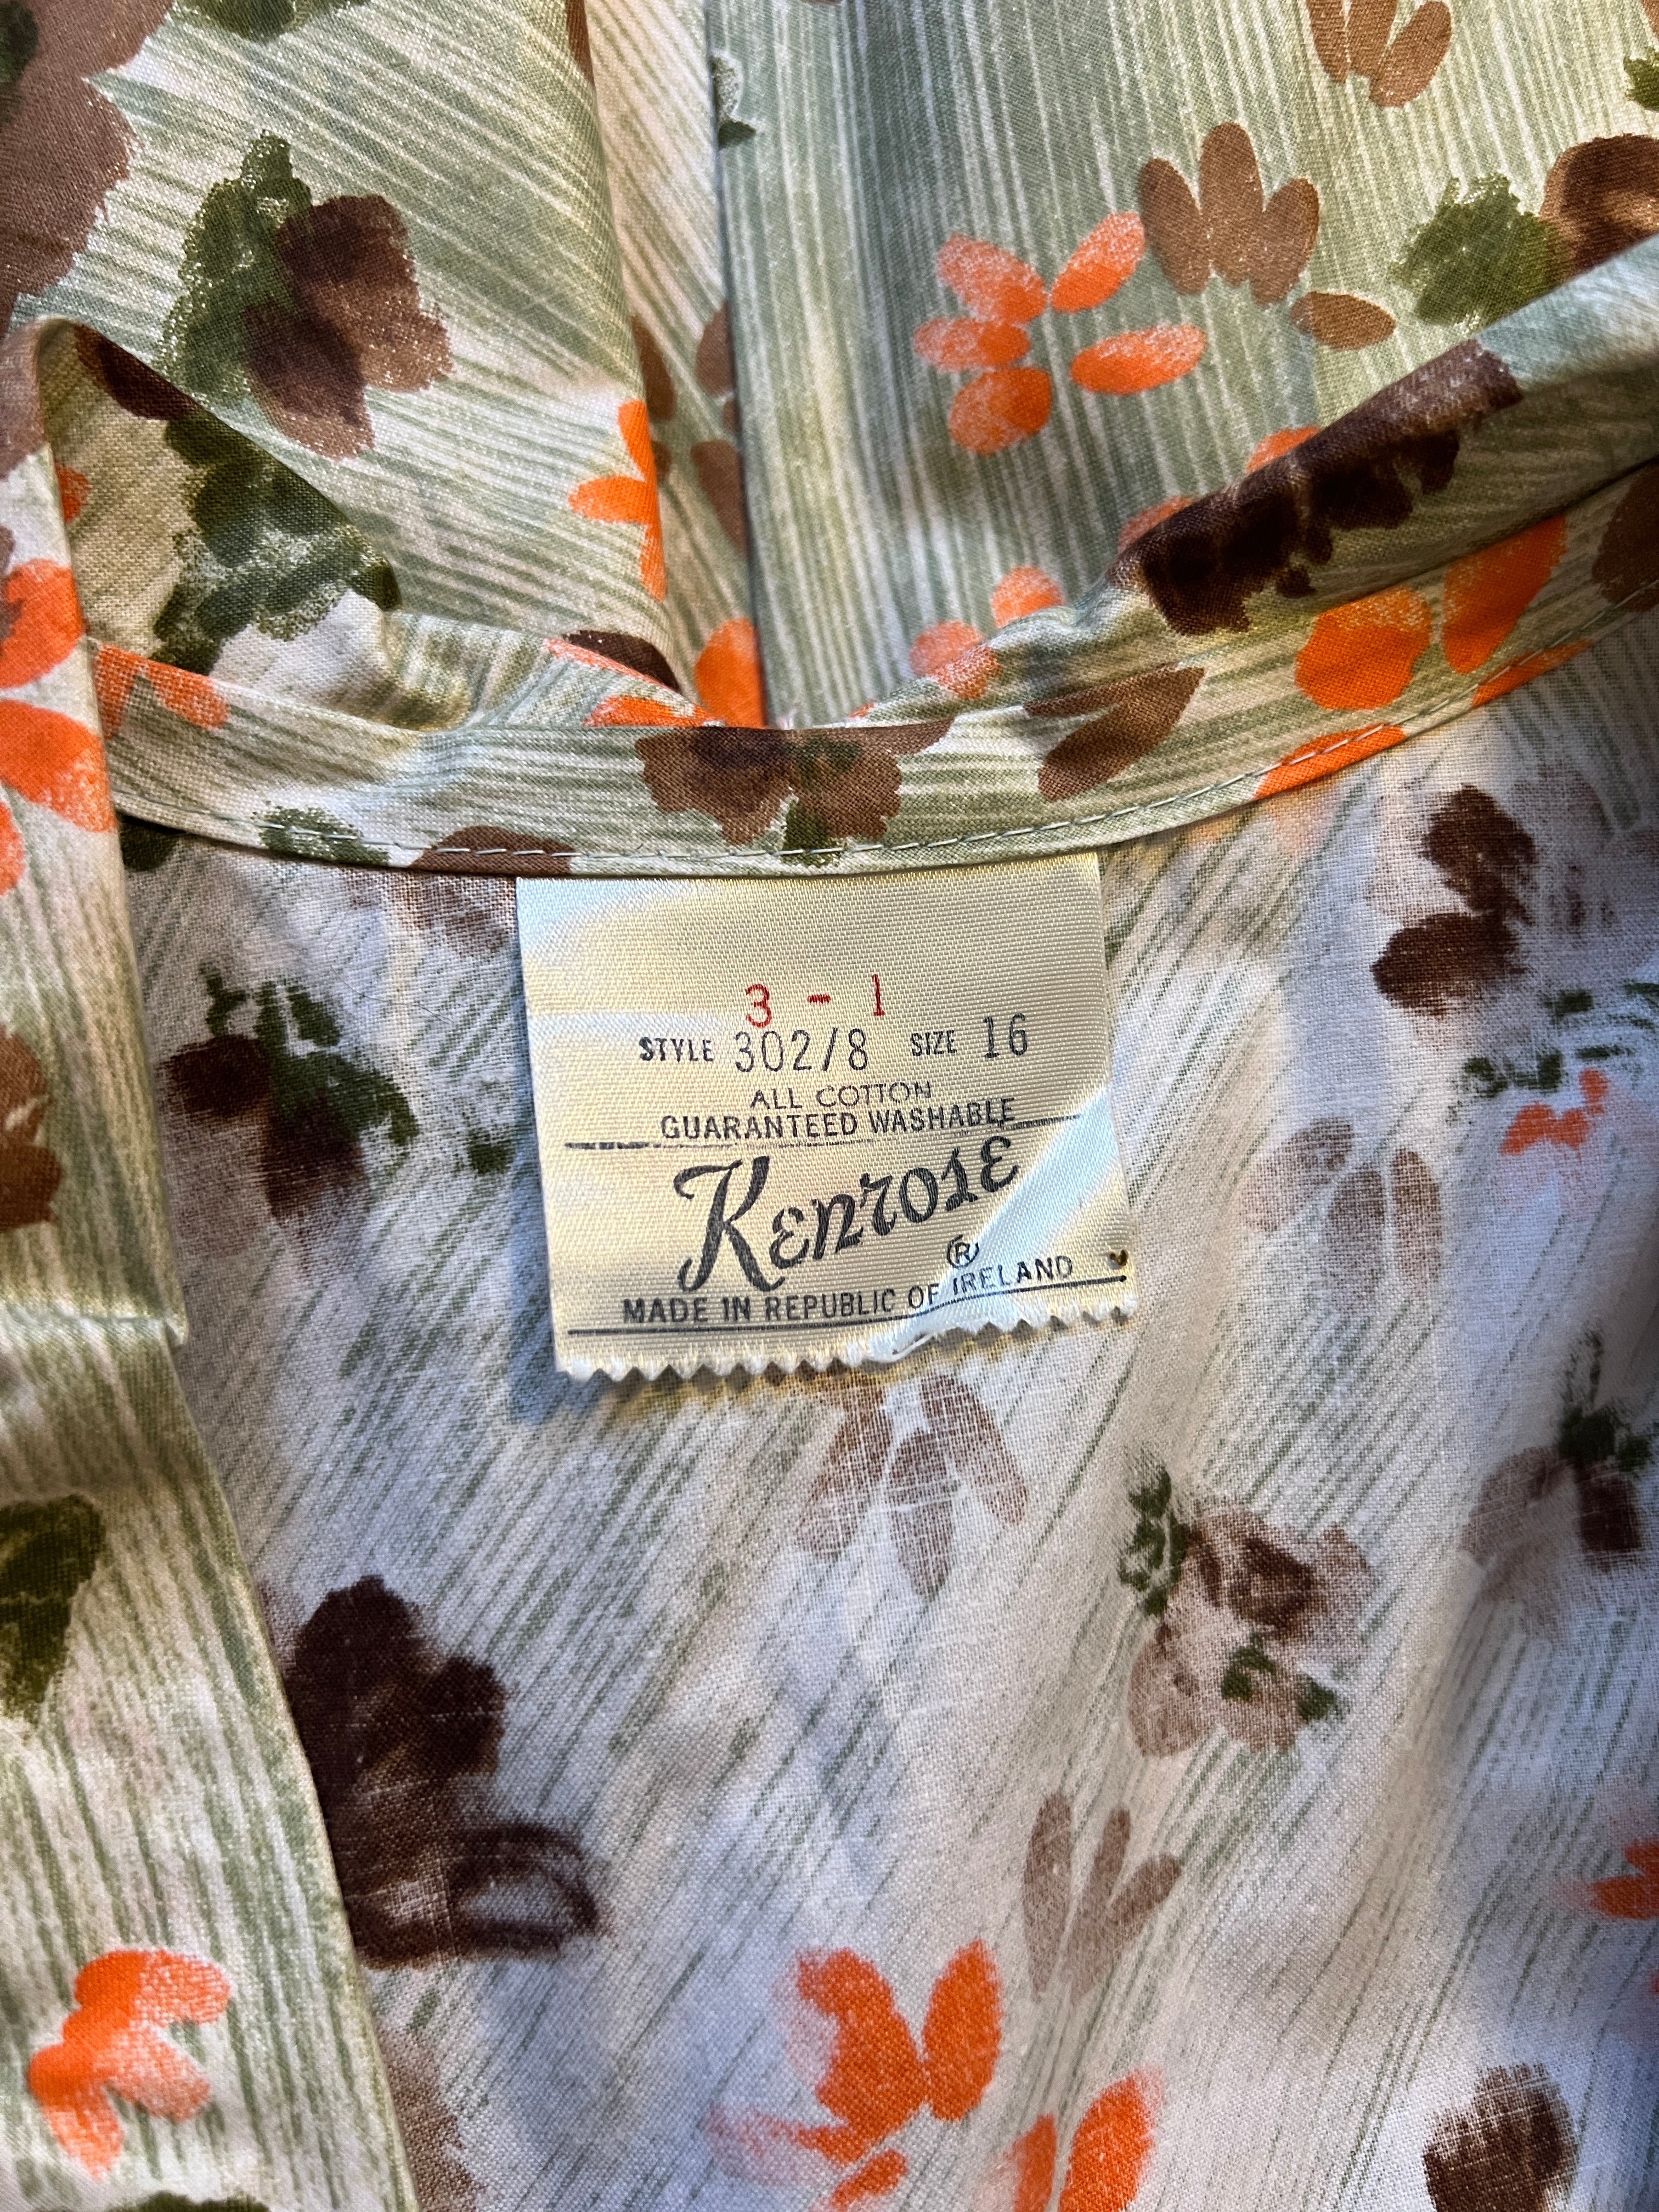 3 - 1
STYLE 302/8 SIZE 16
ALL COTTON
GUARANTEED WASHABLE
Kenrose
®
MADE IN REPUBLIC OF IRELAND